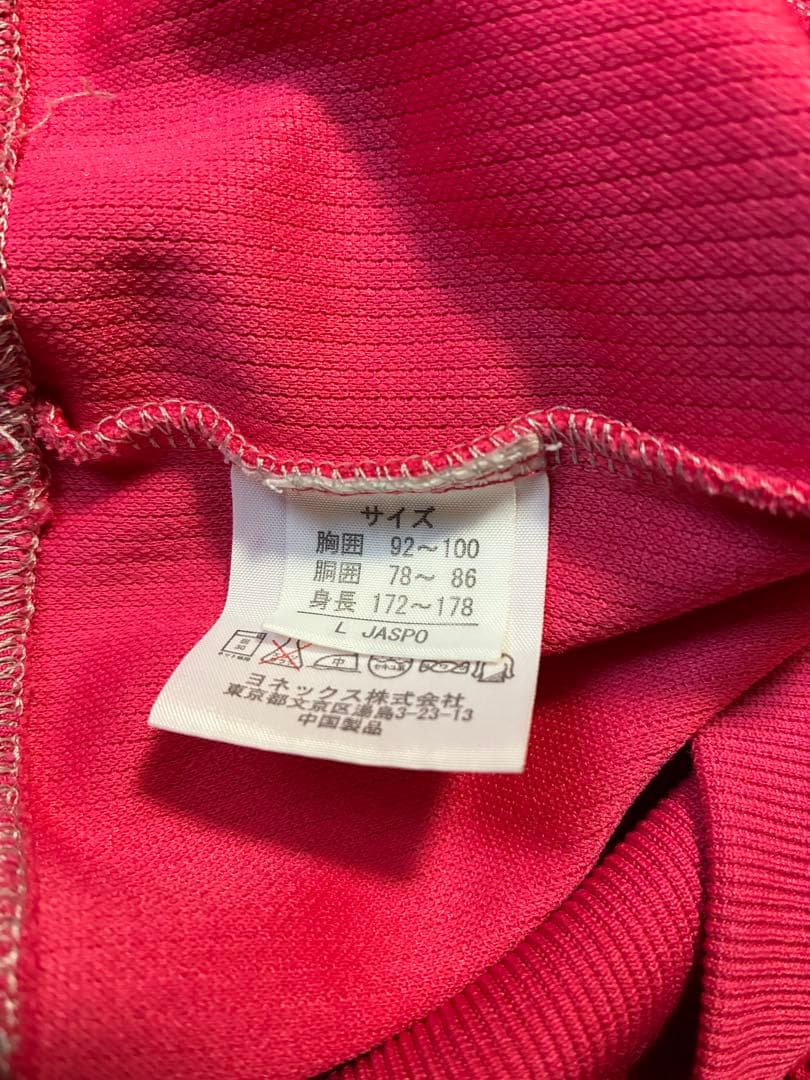 サイズ
胸囲 92～100
胴囲 78～ 86
身長 172～178
L JASPO
中
ヨネックス株式会社
東京都文京区湯島3-23-13
中国製品